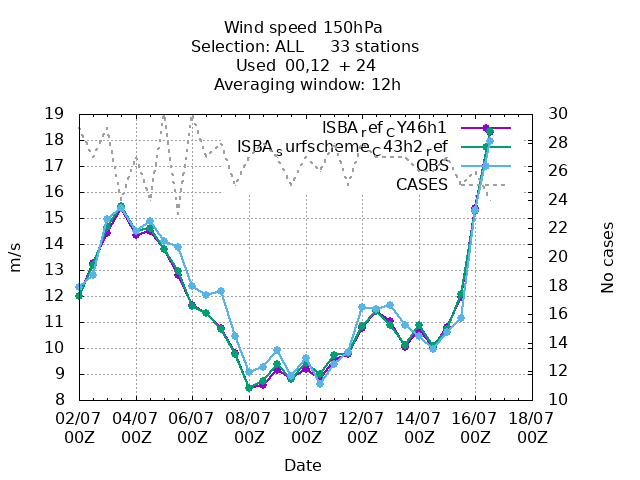 Wind speed 150hPa
Selection: ALL 33 stations
Used 00,12 + 24
Averaging window: 12h
ISBA_ref_CY46h1
ISBA_surfscheme_C43h2_ref
OBS
CASES
19
18
17
16
15
14
13
12
11
10
9
8
m/s
30
28
26
24
22
20
18
16
14
12
10
No cases
02/07 04/07 06/07 08/07 10/07 12/07 14/07 16/07 18/07
00Z 00Z 00Z 00Z 00Z 00Z 00Z 00Z 00Z
Date